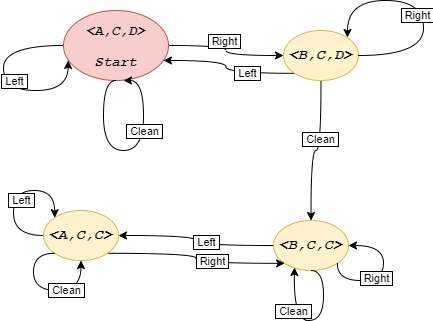 <A,C,D>
Start
Right
<B,C,D>
Right
Left
Left
Clean
Clean
Left
<A,C,C>
Left
Right
<B,C,C>
Right
Clean
Clean